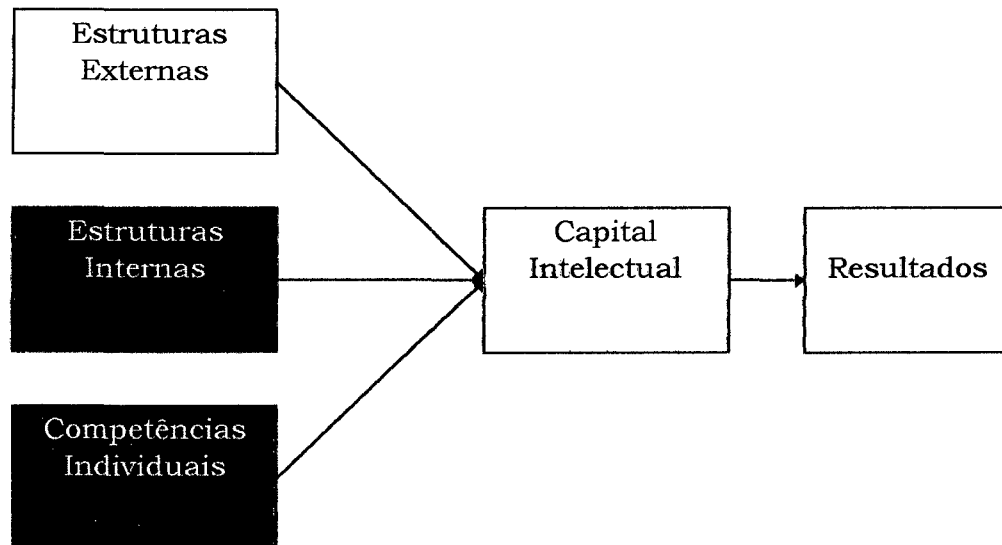 Estruturas
Externas
Estruturas
Internas
Competências
Individuais
Capital
Intelectual
Resultados